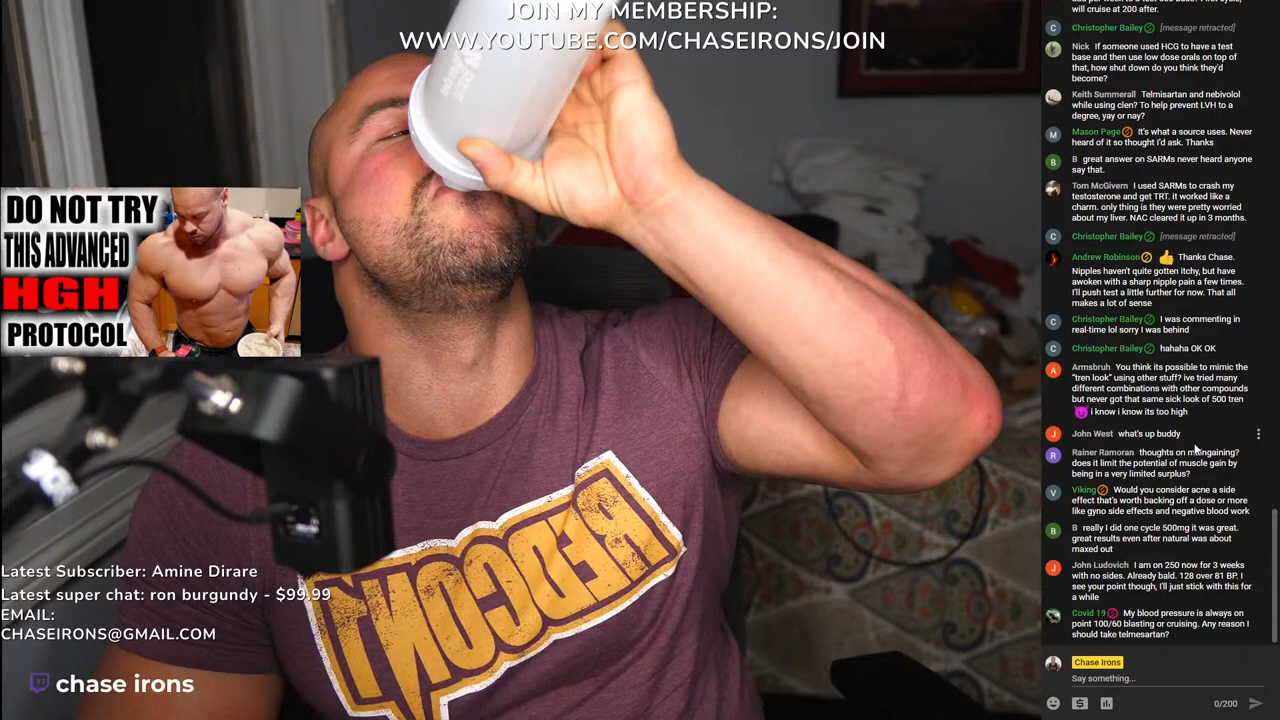 JOIN MY MEMBERSHIP:
WWW.YOUTUBE.COM/CHASEIRONS/JOIN
DO NOT TRY
THIS ADVANCED
HGH
PROTOCOL
REDCON1
Latest Subscriber: Amine Dirare
Latest super chat: ron burgundy - $99.99
EMAIL:
CHASEIRONS@GMAIL.COM
chase irons
will cruise at 200 after.
C Christopher Bailey [message retracted]
Nick If someone used HCG to have a test
base and then use low dose orals on top of
that, how shut down do you think they'd
become?
Keith Summerall Telmisartan and nebivolol
while using clen? To help prevent LVH to a
degree, yay or nay?
M Mason Page It's what a source uses. Never
heard of it so thought I'd ask. Thanks
B B great answer on SARMs never heard anyone
say that.
Tom McGivern I used SARMs to crash my
testosterone and get TRT. it worked like a
charm. only thing is they were pretty worried
about my liver. NAC cleared it up in 3 months.
C Christopher Bailey [message retracted]
Andrew Robinson 👍 Thanks Chase.
Nipples haven't quite gotten itchy, but have
awoken with a sharp nipple pain a few times.
I'll push test a little further for now. That all
makes a lot of sense
C Christopher Bailey I was commenting in
real-time lol sorry I was behind
C Christopher Bailey hahaha OK OK
A Armsbruh You think its possible to mimic the
"tren look" using other stuff? ive tried many
different combinations with other compounds
but never got that same sick look of 500 tren
😈 i know i know its too high
J John West what's up buddy
R Rainer Ramoran thoughts on maingaining?
does it limit the potential of muscle gain by
being in a very limited surplus?
V Viking Would you consider acne a side
effect that's worth backing off a dose or more
like gyno side effects and negative blood work
B B really I did one cycle 500mg it was great.
great results even after natural was about
maxed out
J John Ludovich I am on 250 now for 3 weeks
with no sides. Already bald. 128 over 81 BP. I
see your point though, I'll just stick with this for
a while
Covid 19 My blood pressure is always on
point 100/60 blasting or cruising. Any reason I
should take telmesartan?
Chase Irons
Say something...
0/200